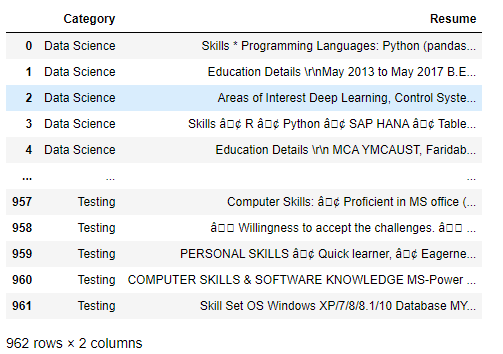 Category Resume
0 Data Science Skills * Programming Languages: Python (pandas...
1 Data Science Education Details \r\nMay 2013 to May 2017 B.E...
2 Data Science Areas of Interest Deep Learning, Control Syste...
3 Data Science Skills â□¢ R â□¢ Python â□¢ SAP HANA â□¢ Table...
4 Data Science Education Details \r\n MCA YMCAUST, Faridab...
... ... ...
957 Testing Computer Skills: â□¢ Proficient in MS office (...
958 Testing â□□ Willingness to accept the challenges. â□□ ...
959 Testing PERSONAL SKILLS â□¢ Quick learner, â□¢ Eagerne...
960 Testing COMPUTER SKILLS & SOFTWARE KNOWLEDGE MS-Power ...
961 Testing Skill Set OS Windows XP/7/8/8.1/10 Database MY...
962 rows × 2 columns